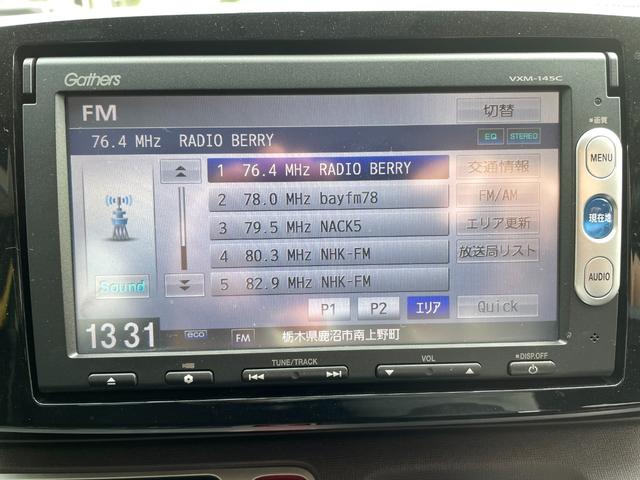 Gathers VXM-145C
FM 切替
76.4 MHz RADIO BERRY EQ STEREO
1 76.4 MHz RADIO BERRY 交通情報
2 78.0 MHz bayfm78 FM/AM
3 79.5 MHz NACK5 エリア更新
4 80.3 MHz NHK-FM 放送局リスト
5 82.9 MHz NHK-FM
Sound
P1 P2 エリア Quick
13:31 eco FM 栃木県鹿沼市南上野町
画質
MENU
現在地
AUDIO
TUNE/TRACK VOL DISP.OFF